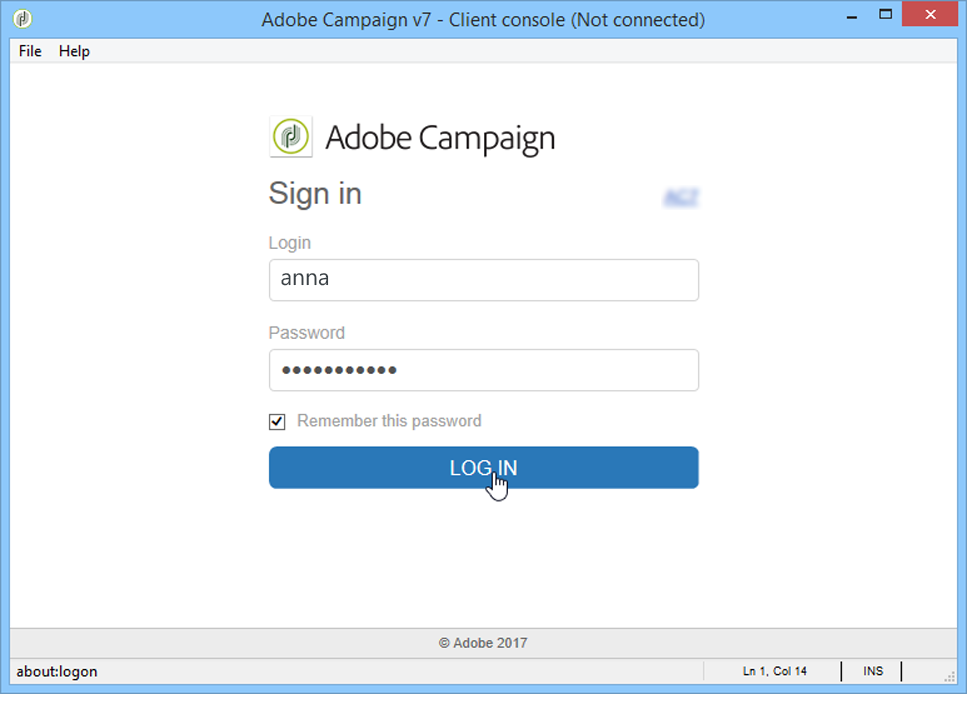 Adobe Campaign v7 - Client console (Not connected)
File Help
Adobe Campaign
Sign in
Login
anna
Password
•••••••••••
Remember this password
LOG IN
© Adobe 2017
about:logon Ln 1, Col 14 INS